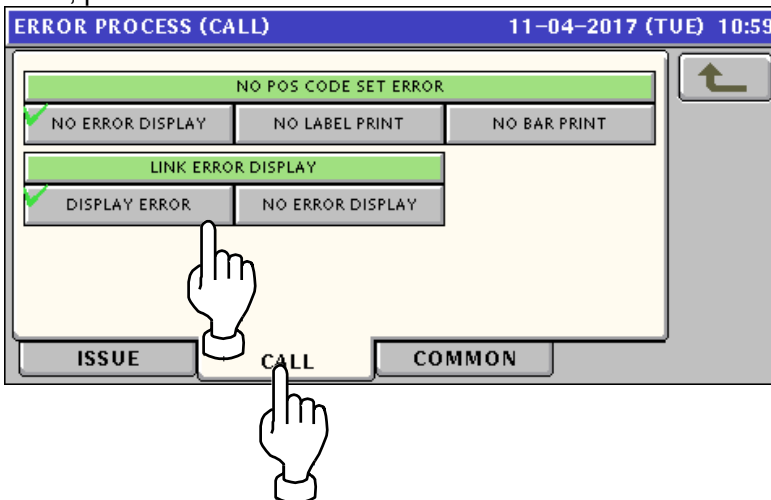 ERROR PROCESS (CALL) 11-04-2017 (TUE) 10:59
NO POS CODE SET ERROR
NO ERROR DISPLAY NO LABEL PRINT NO BAR PRINT
LINK ERROR DISPLAY
DISPLAY ERROR NO ERROR DISPLAY
ISSUE CALL COMMON